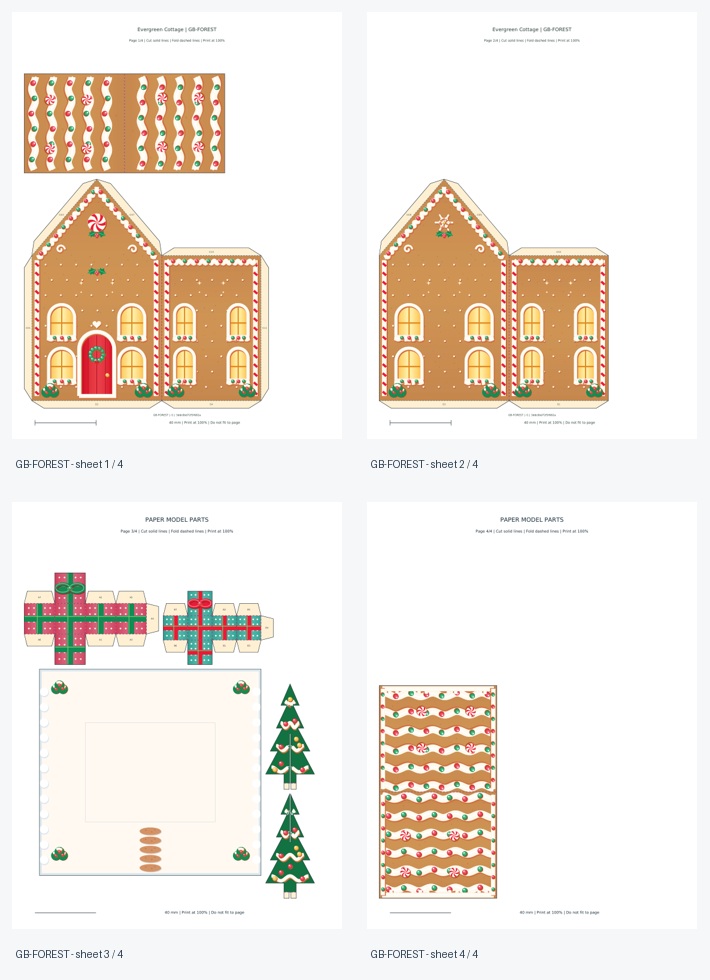 Evergreen Cottage | GB-FOREST
Page 1/4 | Cut solid lines | Fold dashed lines | Print at 100%
40 mm | Print at 100% | Do not fit to page
GB-FOREST - sheet 1 / 4
Evergreen Cottage | GB-FOREST
Page 2/4 | Cut solid lines | Fold dashed lines | Print at 100%
40 mm | Print at 100% | Do not fit to page
GB-FOREST - sheet 2 / 4
PAPER MODEL PARTS
Page 3/4 | Cut solid lines | Fold dashed lines | Print at 100%
40 mm | Print at 100% | Do not fit to page
GB-FOREST - sheet 3 / 4
PAPER MODEL PARTS
Page 4/4 | Cut solid lines | Fold dashed lines | Print at 100%
40 mm | Print at 100% | Do not fit to page
GB-FOREST - sheet 4 / 4